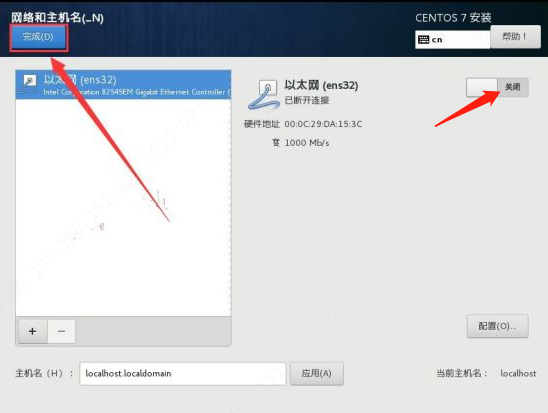 网络和主机名(_N)
CENTOS 7 安装
完成(D)
cn
帮助！
以太网 (ens32)
Intel Corporation 82545EM Gigabit Ethernet Controller (
以太网 (ens32)
已断开连接
关闭
硬件地址 00:0C:29:DA:15:3C
宽 1000 Mb/s
+
−
配置(O)...
主机名（H）：
localhost.localdomain
应用(A)
当前主机名：
localhost